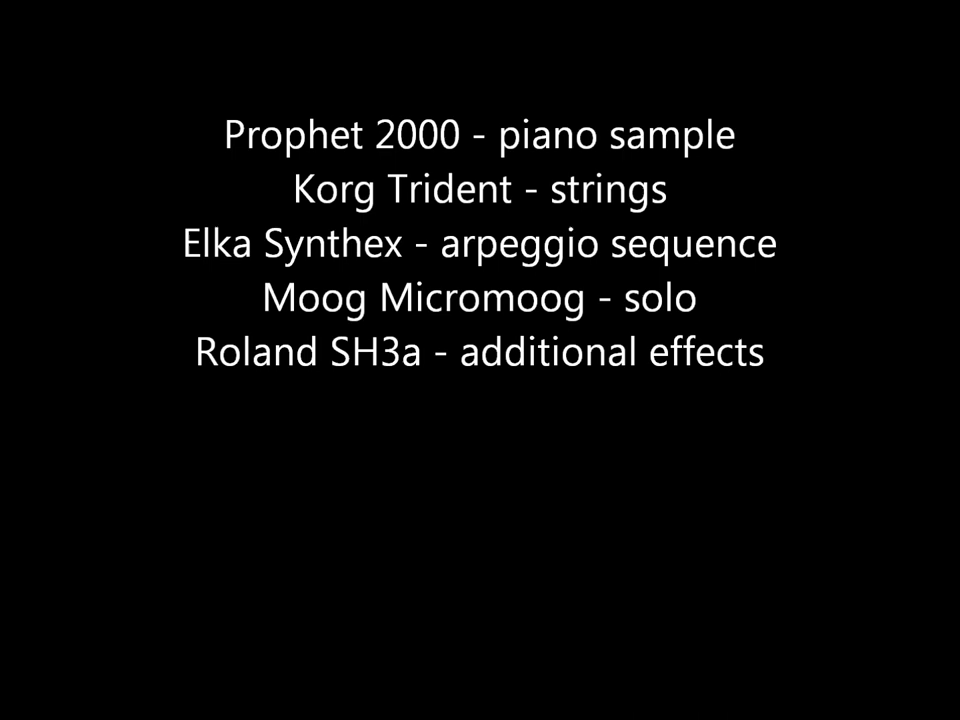 Prophet 2000 - piano sample
Korg Trident - strings
Elka Synthex - arpeggio sequence
Moog Micromoog - solo
Roland SH3a - additional effects